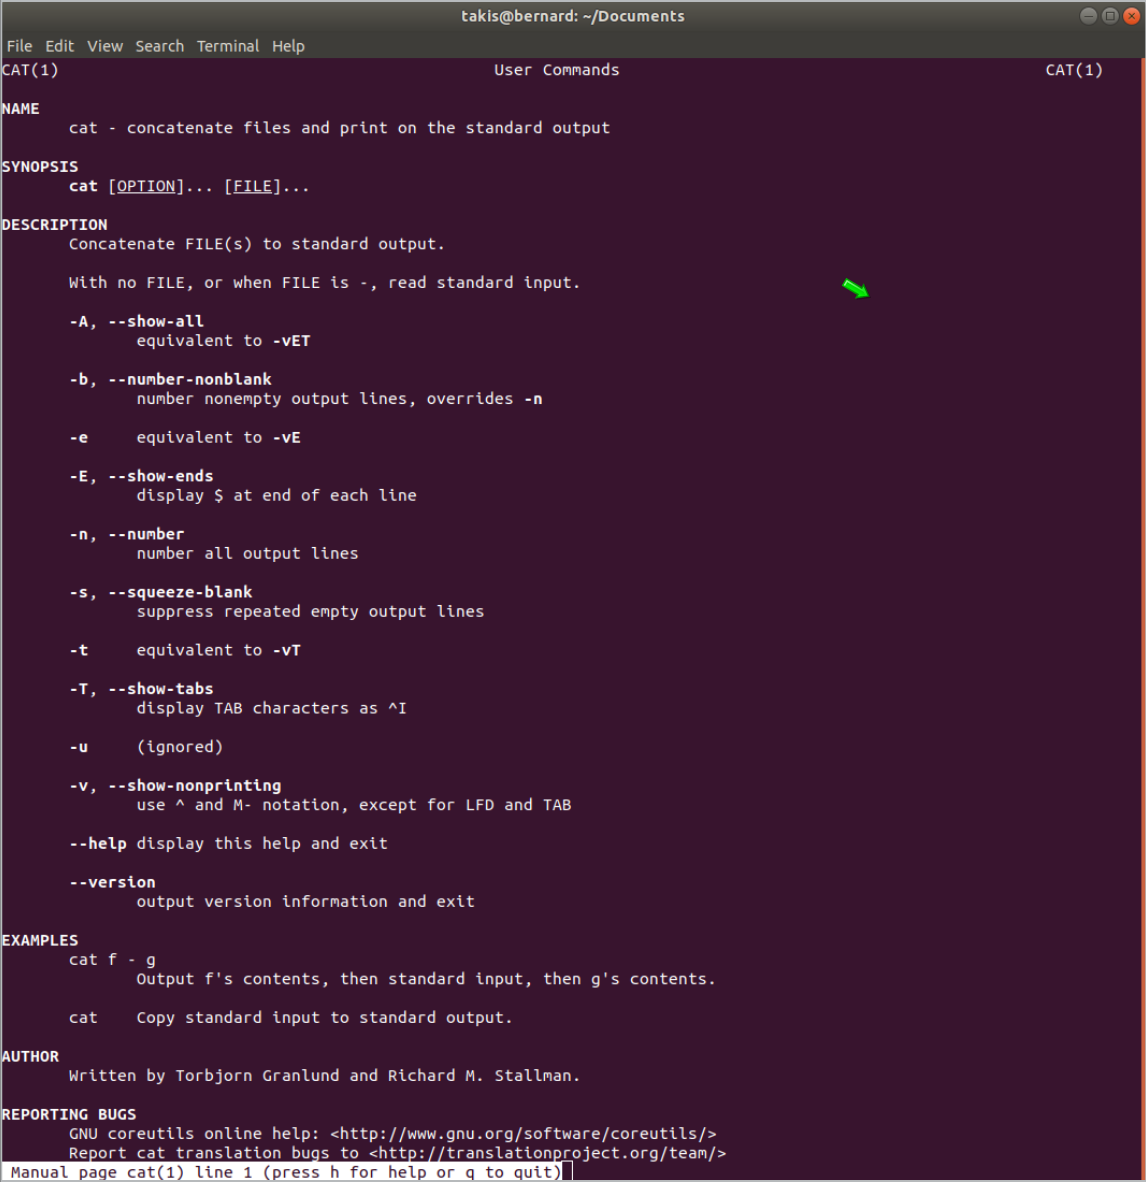 takis@bernard: ~/Documents
File Edit View Search Terminal Help
CAT(1) User Commands CAT(1)
NAME
cat - concatenate files and print on the standard output
SYNOPSIS
cat [OPTION]... [FILE]...
DESCRIPTION
Concatenate FILE(s) to standard output.
With no FILE, or when FILE is -, read standard input.
-A, --show-all
equivalent to -vET
-b, --number-nonblank
number nonempty output lines, overrides -n
-e equivalent to -vE
-E, --show-ends
display $ at end of each line
-n, --number
number all output lines
-s, --squeeze-blank
suppress repeated empty output lines
-t equivalent to -vT
-T, --show-tabs
display TAB characters as ^I
-u (ignored)
-v, --show-nonprinting
use ^ and M- notation, except for LFD and TAB
--help display this help and exit
--version
output version information and exit
EXAMPLES
cat f - g
Output f's contents, then standard input, then g's contents.
cat Copy standard input to standard output.
AUTHOR
Written by Torbjorn Granlund and Richard M. Stallman.
REPORTING BUGS
GNU coreutils online help: <http://www.gnu.org/software/coreutils/>
Report cat translation bugs to <http://translationproject.org/team/>
Manual page cat(1) line 1 (press h for help or q to quit)